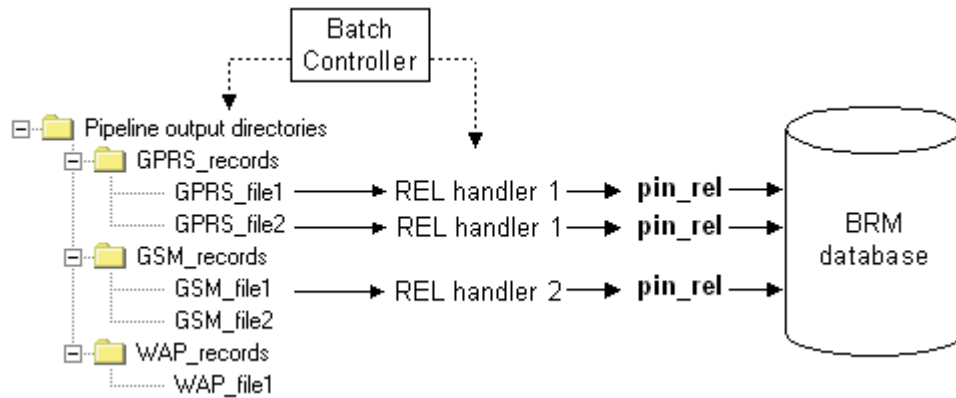 Batch
Controller
Pipeline output directories
GPRS_records
GPRS_file1 REL handler 1 pin_rel
GPRS_file2 REL handler 1 pin_rel
GSM_records
GSM_file1 REL handler 2 pin_rel
GSM_file2
WAP_records
WAP_file1
BRM
database